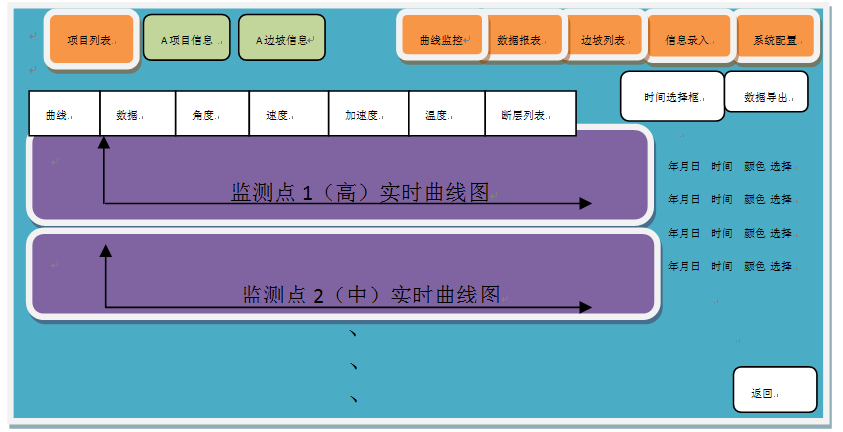 项目列表 A项目信息 A边坡信息 曲线监控 数据报表 边坡列表 信息录入 系统配置
时间选择框 数据导出
曲线 数据 角度 速度 加速度 温度 断层列表
监测点1（高）实时曲线图
年月日 时间 颜色 选择
年月日 时间 颜色 选择
年月日 时间 颜色 选择
年月日 时间 颜色 选择
监测点2（中）实时曲线图
、
、
、
返回